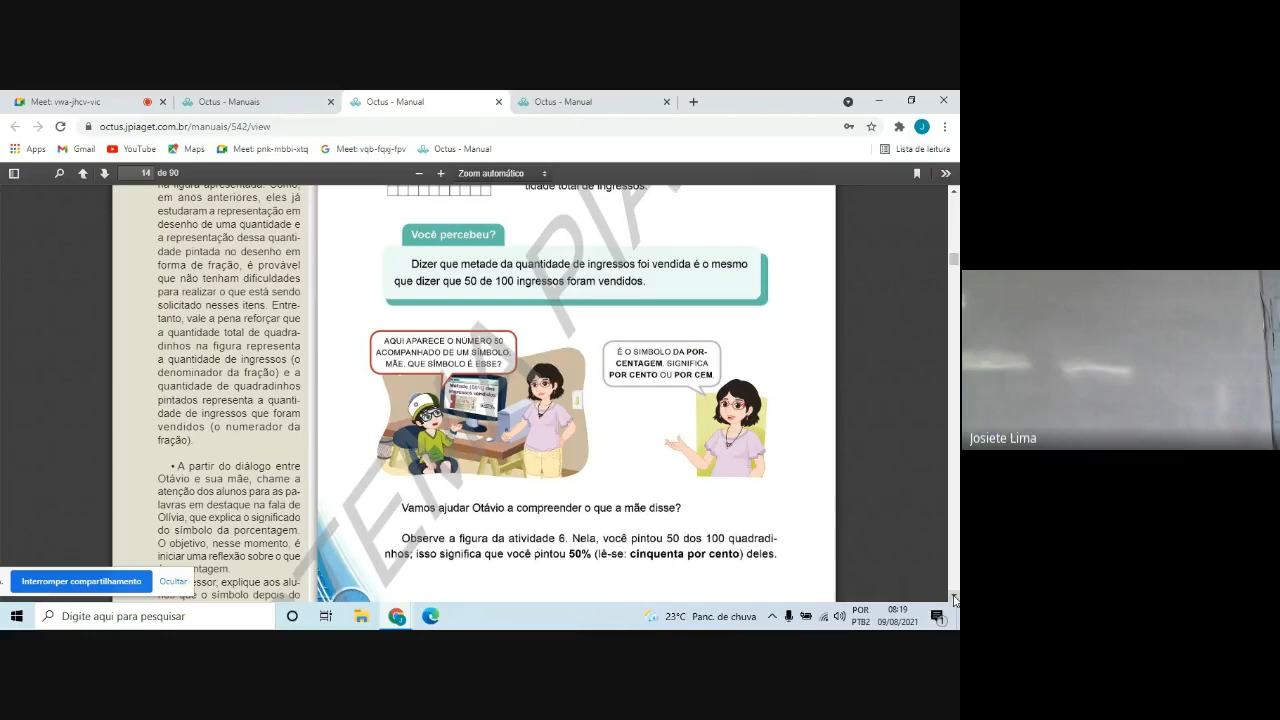 Meet: vwa-jhcv-vic
Octus - Manuais
Octus - Manual
Octus - Manual
octus.jpiaget.com.br/manuais/542/view
Apps
Gmail
YouTube
Maps
Meet: pnk-mbbi-xtq
Meet: vqb-fqxj-fpv
Octus - Manual
Lista de leitura
14 de 90
Zoom automático
na figura apresentada. Como,
em anos anteriores, eles já
estudaram a representação em
desenho de uma quantidade e
a representação dessa quanti-
dade pintada no desenho em
forma de fração, é provável
que não tenham dificuldades
para realizar o que está sendo
solicitado nesses itens. Entre-
tanto, vale a pena reforçar que
a quantidade total de quadra-
dinhos na figura representa
a quantidade de ingressos (o
denominador da fração) e a
quantidade de quadradinhos
pintados representa a quanti-
dade de ingressos que foram
vendidos (o numerador da
fração).
• A partir do diálogo entre
Otávio e sua mãe, chame a
atenção dos alunos para as pa-
lavras em destaque na fala de
Olívia, que explica o significado
do símbolo da porcentagem.
O objetivo, nesse momento, é
iniciar uma reflexão sobre o que
entagem.
essor, explique aos alu-
nos que o símbolo depois do
tidade total de ingressos.
Você percebeu?
Dizer que metade da quantidade de ingressos foi vendida é o mesmo
que dizer que 50 de 100 ingressos foram vendidos.
AQUI APARECE O NÚMERO 50
ACOMPANHADO DE UM SÍMBOLO.
MÃE, QUE SÍMBOLO É ESSE?
Metade (50%) dos
ingressos vendidos
É O SÍMBOLO DA POR-
CENTAGEM. SIGNIFICA
POR CENTO OU POR CEM.
Vamos ajudar Otávio a compreender o que a mãe disse?
Observe a figura da atividade 6. Nela, você pintou 50 dos 100 quadradi-
nhos; isso significa que você pintou 50% (lê-se: cinquenta por cento) deles.
TEMA PIA
Interromper compartilhamento
Ocultar
Digite aqui para pesquisar
23°C Panc. de chuva
POR
PTB2
08:19
09/08/2021
1
Josiete Lima